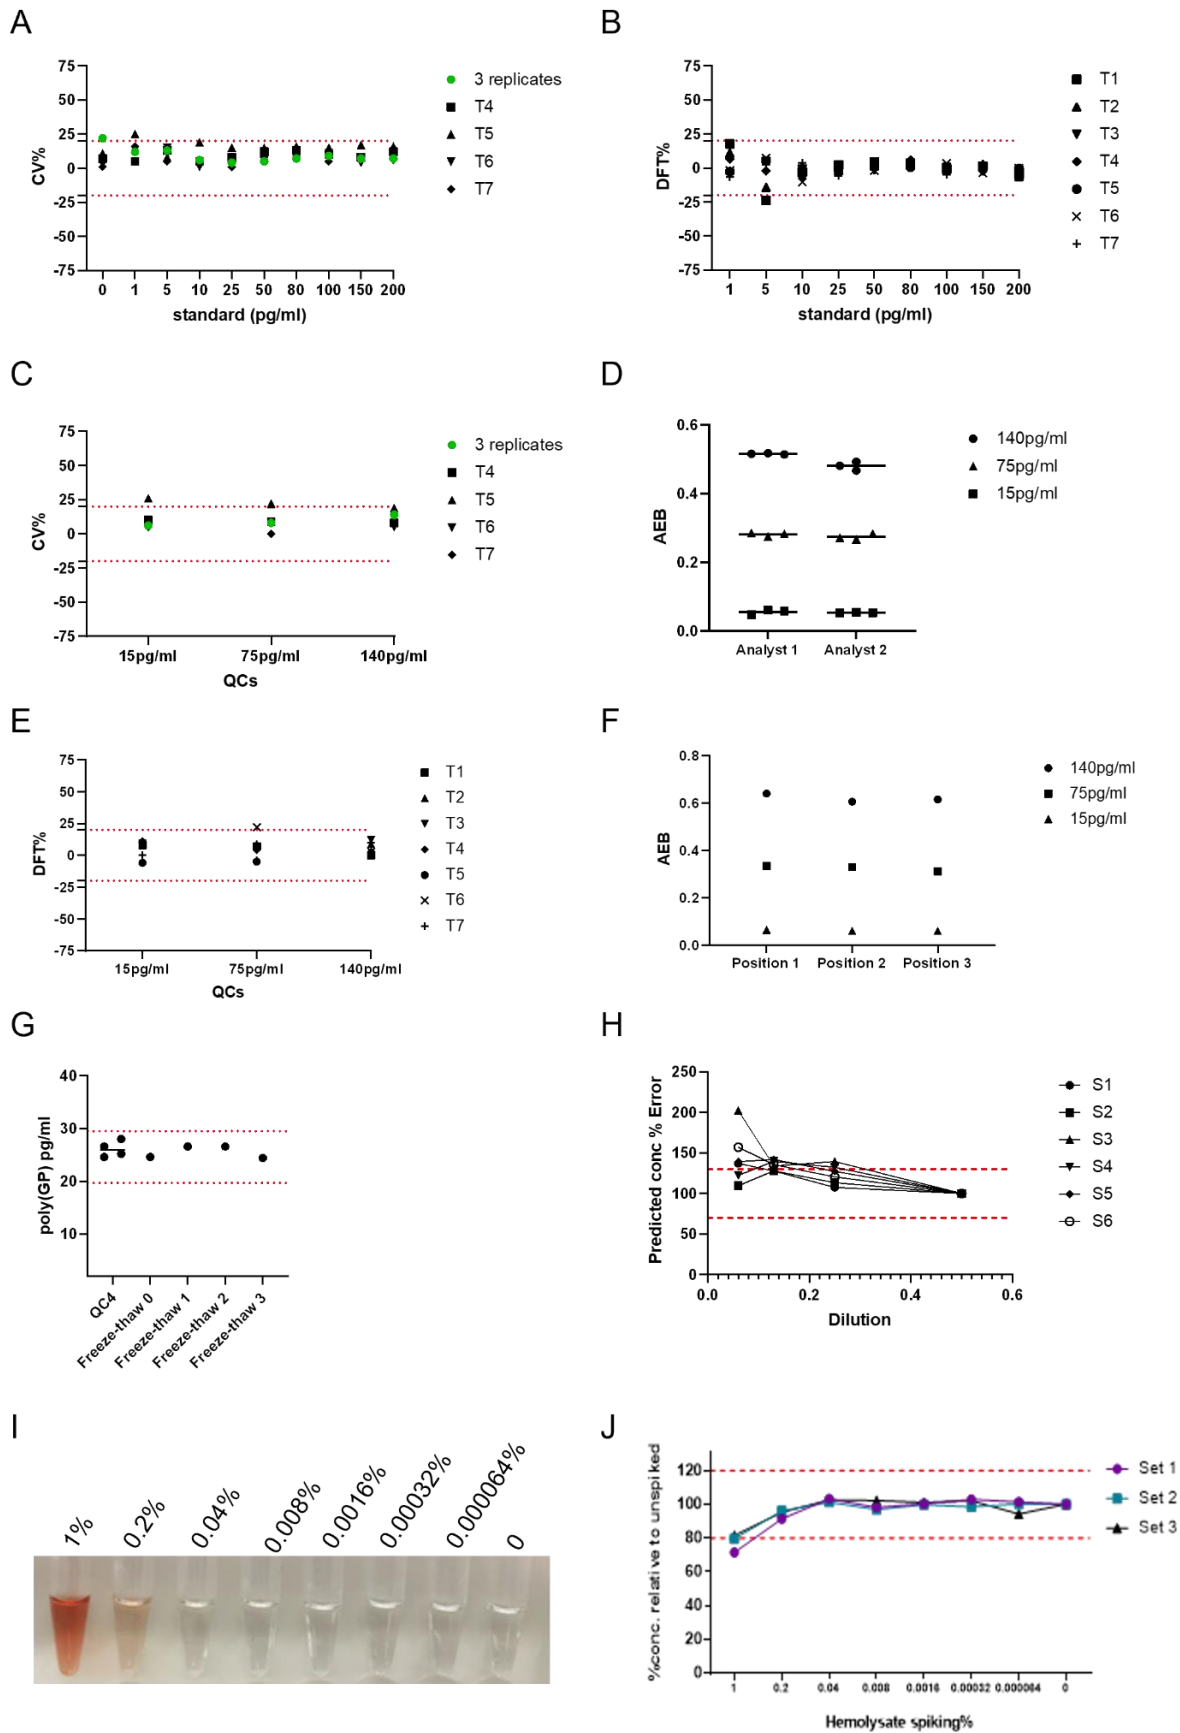 A
75
50
25
0
-25
-50
-75
CV%
0 1 5 10 25 50 80 100 150 200
standard (pg/ml)
3 replicates
T4
T5
T6
T7
B
75
50
25
0
-25
-50
-75
DFT%
1 5 10 25 50 80 100 150 200
standard (pg/ml)
T1
T2
T3
T4
T5
T6
T7
C
75
50
25
0
-25
-50
-75
CV%
15pg/ml 75pg/ml 140pg/ml
QCs
3 replicates
T4
T5
T6
T7
D
0.6
0.4
0.2
0.0
AEB
Analyst 1 Analyst 2
140pg/ml
75pg/ml
15pg/ml
E
75
50
25
0
-25
-50
-75
DFT%
15pg/ml 75pg/ml 140pg/ml
QCs
T1
T2
T3
T4
T5
T6
T7
F
0.8
0.6
0.4
0.2
0.0
AEB
Position 1 Position 2 Position 3
140pg/ml
75pg/ml
15pg/ml
G
40
30
20
10
poly(GP) pg/ml
QC4
Freeze-thaw 0
Freeze-thaw 1
Freeze-thaw 2
Freeze-thaw 3
H
250
200
150
100
50
0
Predicted conc % Error
0.0 0.2 0.4 0.6
Dilution
S1
S2
S3
S4
S5
S6
I
1% 0.2% 0.04% 0.008% 0.0016% 0.00032% 0.000064% 0
J
120
100
80
60
40
20
0
%conc. relative to unspiked
1 0.2 0.04 0.008 0.0016 0.00032 0.000064 0
Hemolysate spiking%
Set 1
Set 2
Set 3